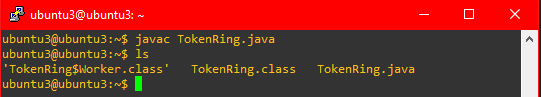 ubuntu3@ubuntu3: ~
ubuntu3@ubuntu3:~$ javac TokenRing.java
ubuntu3@ubuntu3:~$ ls
'TokenRing$Worker.class'   TokenRing.class   TokenRing.java
ubuntu3@ubuntu3:~$